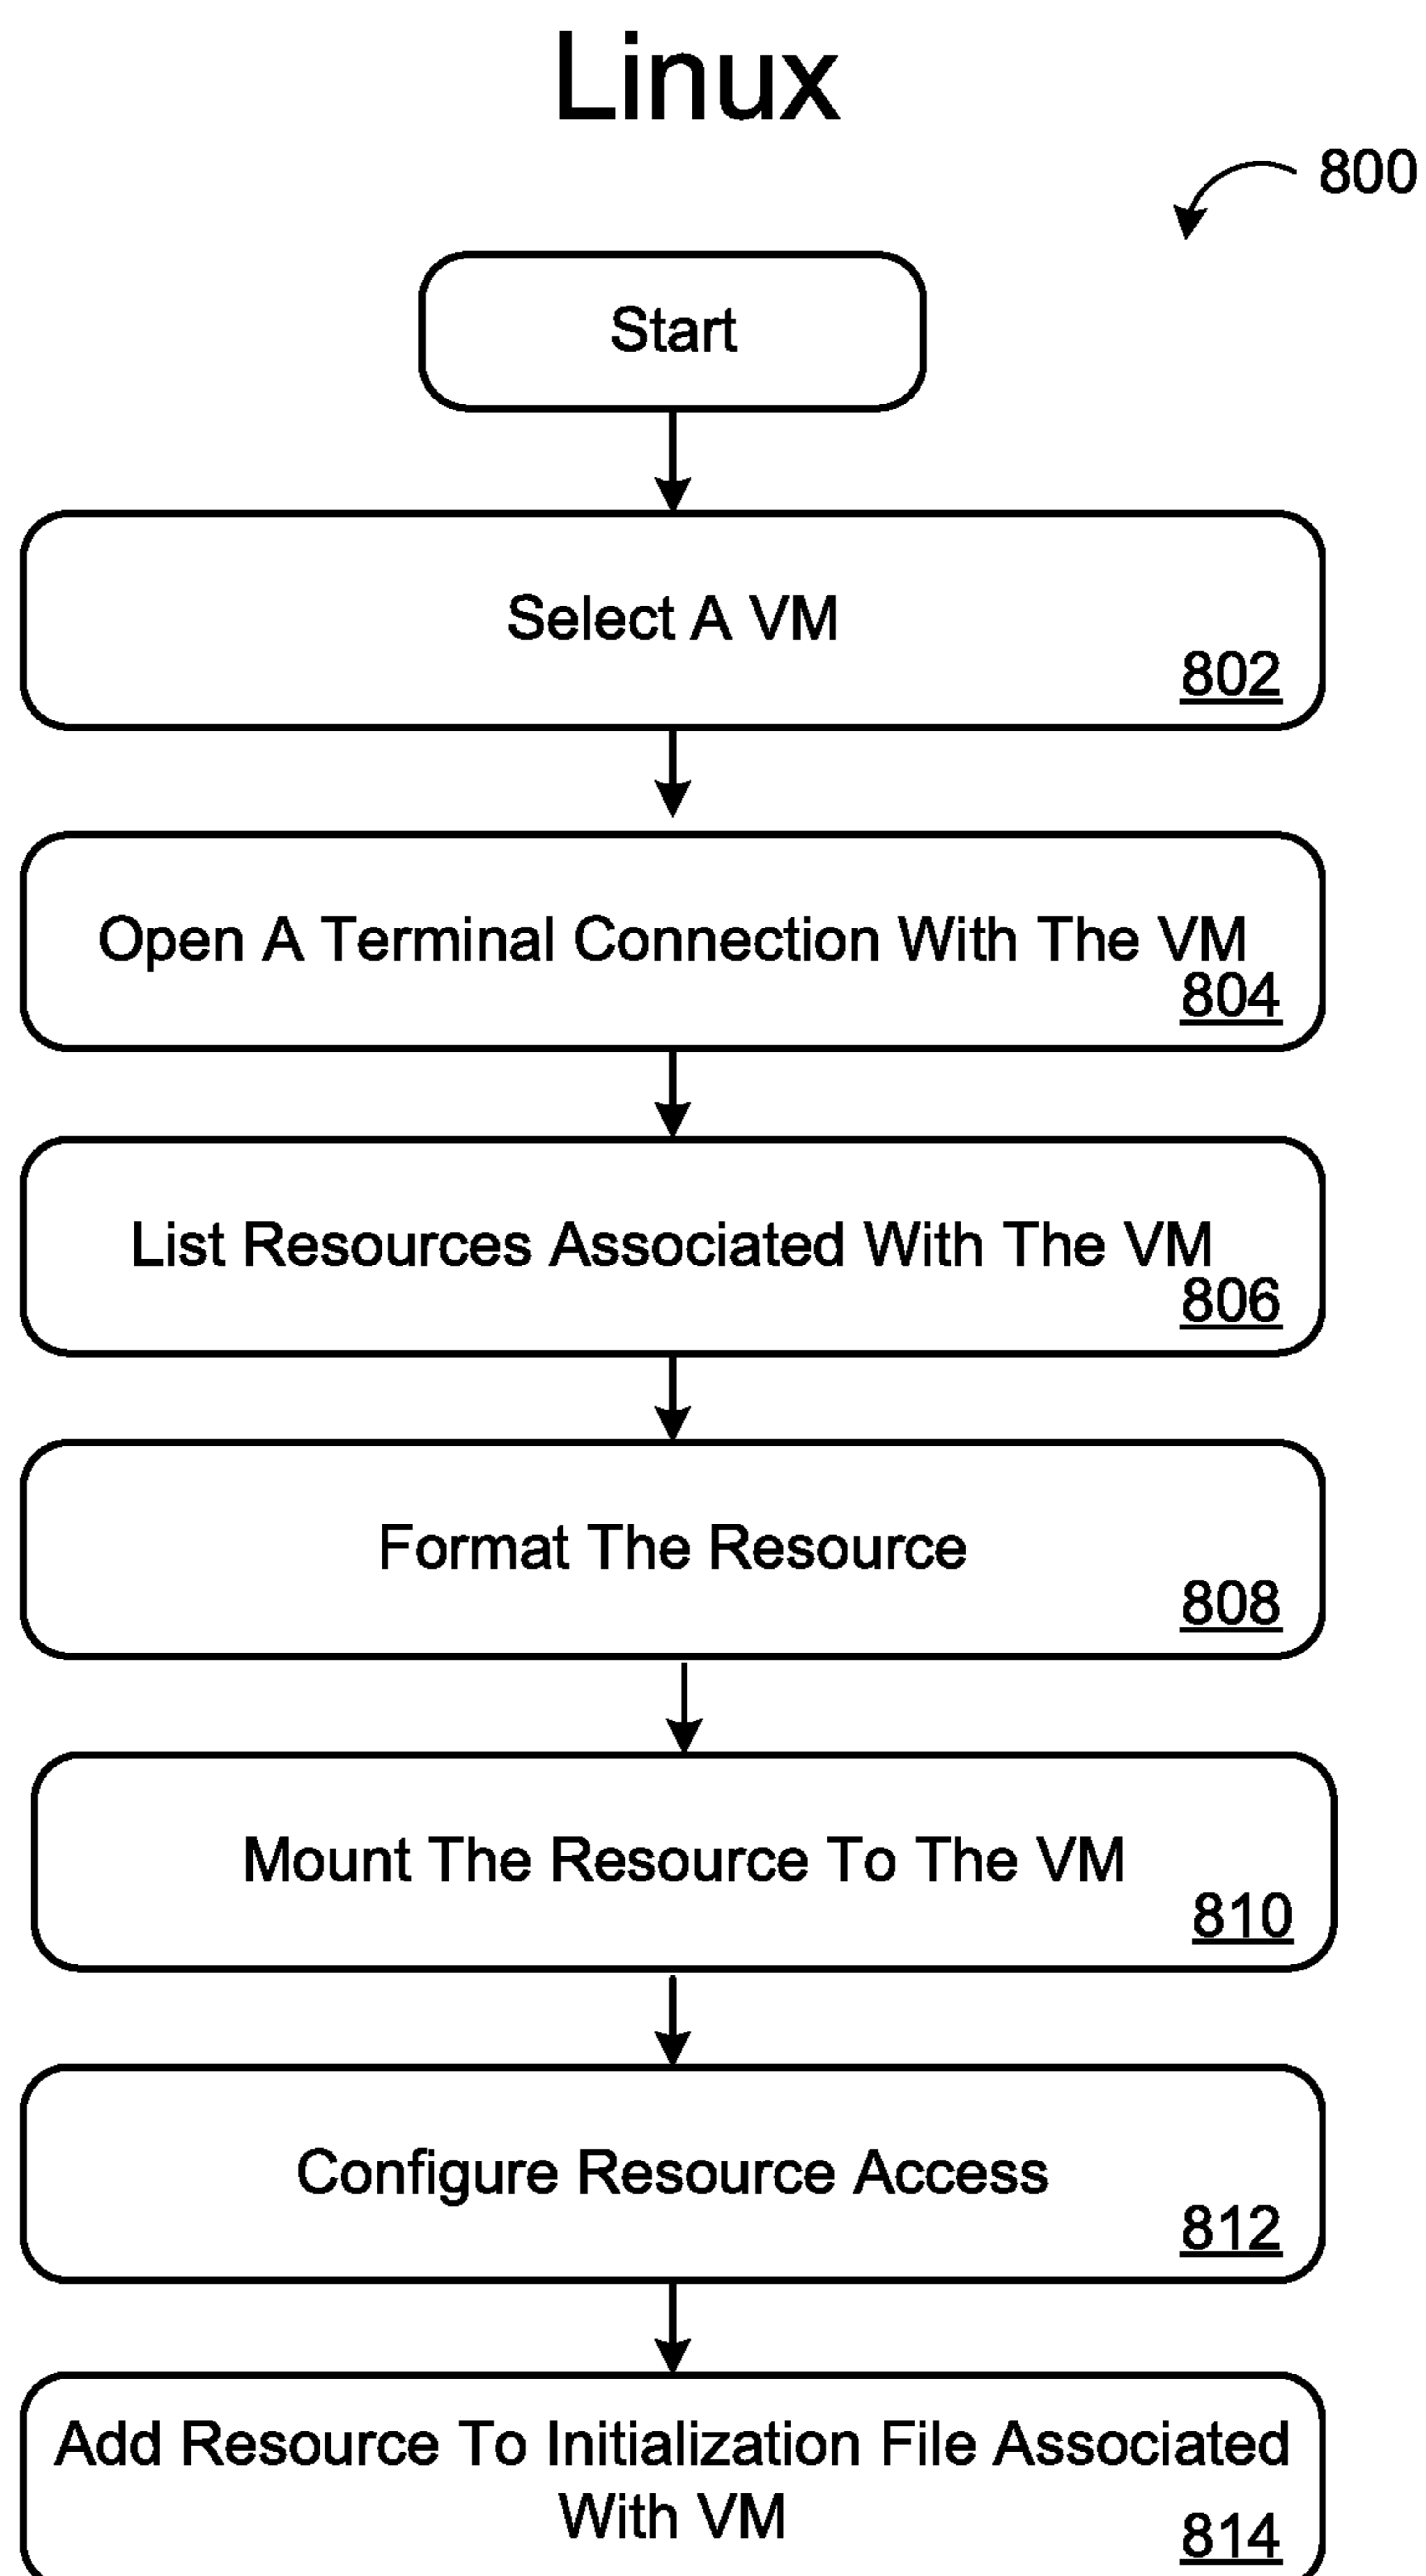 Linux
800
Start
Select A VM
802
Open A Terminal Connection With The VM
804
List Resources Associated With The VM
806
Format The Resource
808
Mount The Resource To The VM
810
Configure Resource Access
812
Add Resource To Initialization File Associated
With VM
814